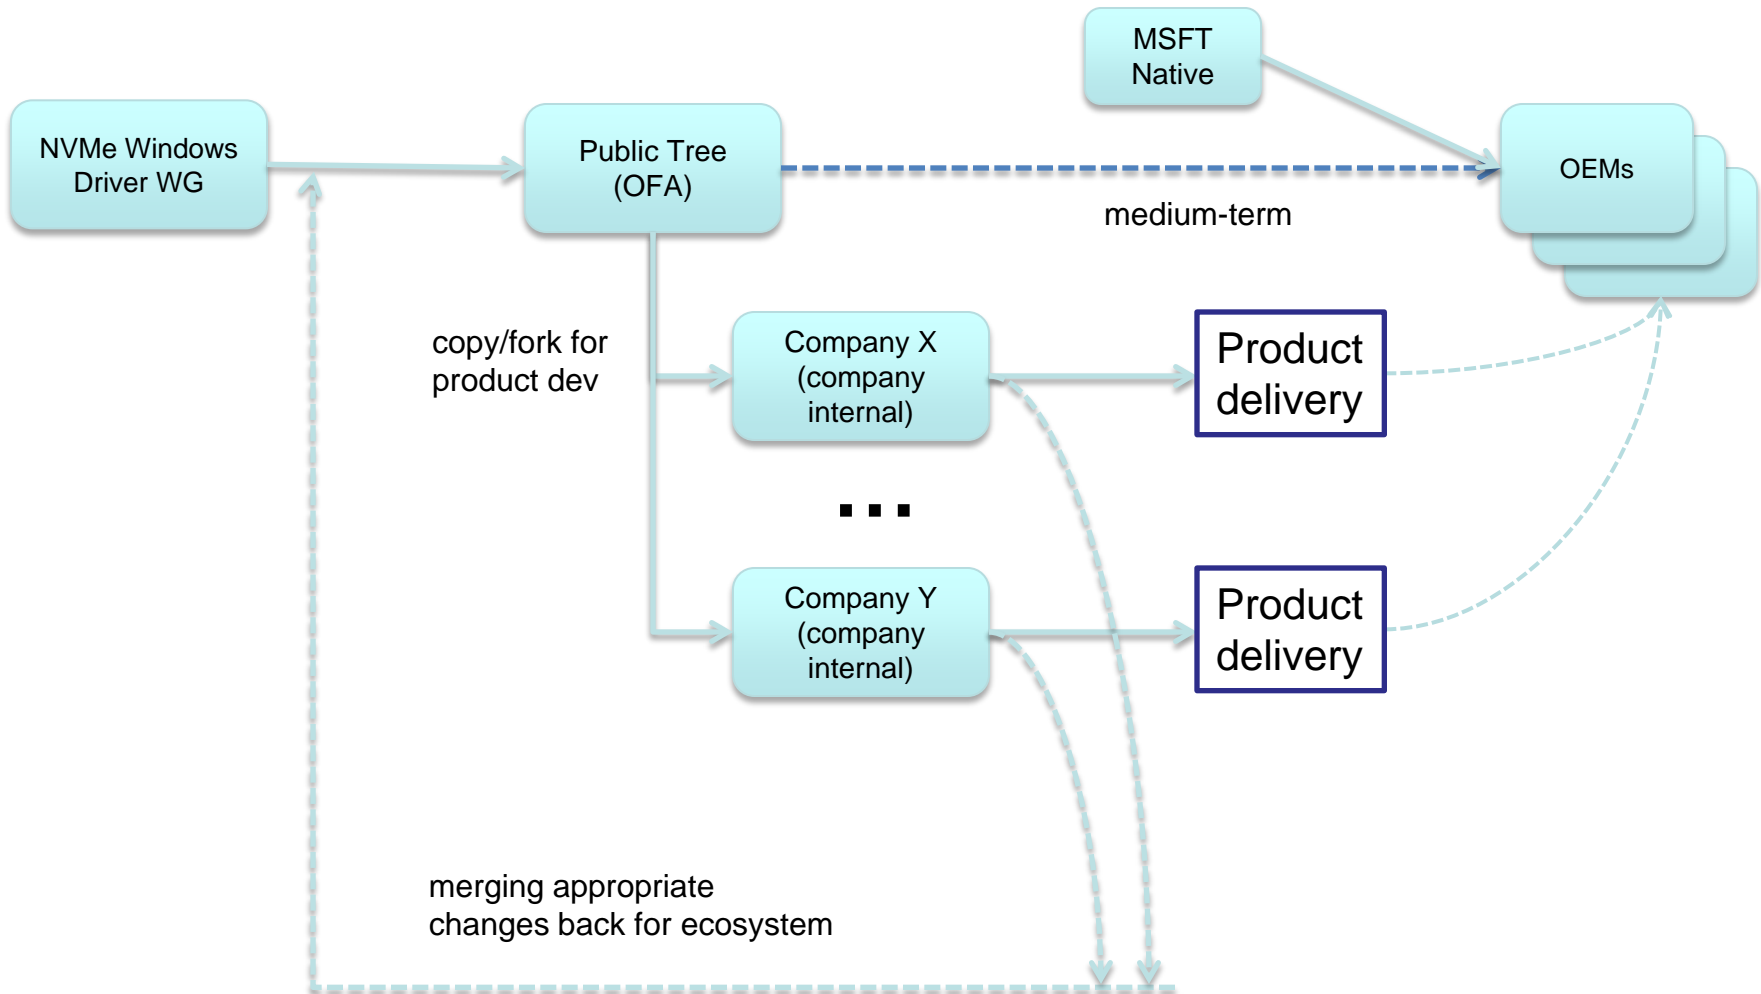 MSFT
Native
NVMe Windows
Driver WG
Public Tree
(OFA)
OEMs
medium-term
copy/fork for
product dev
Company X
(company
internal)
Product
delivery
...
Company Y
(company
internal)
Product
delivery
merging appropriate
changes back for ecosystem